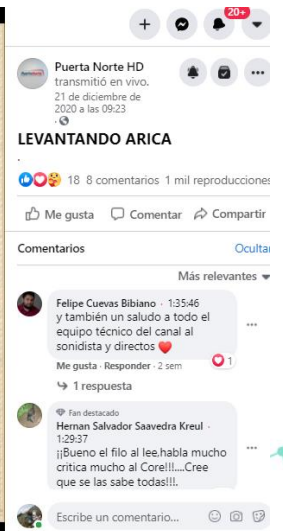 20+
Puerta Norte HD
transmitió en vivo.
21 de diciembre de
2020 a las 09:23
LEVANTANDO ARICA
.
18 8 comentarios 1 mil reproducciones
Me gusta Comentar Compartir
Comentarios Ocultar
Más relevantes
Felipe Cuevas Bibiano · 1:35:46
y también un saludo a todo el
equipo técnico del canal al
sonidista y directos ❤️
1
Me gusta · Responder · 2 sem
1 respuesta
Fan destacado
Hernan Salvador Saavedra Kreul ·
1:29:37
¡¡Bueno el filo al lee,habla mucho
critica mucho al Core!!!....Cree
que se las sabe todas!!!.
Escribe un comentario...